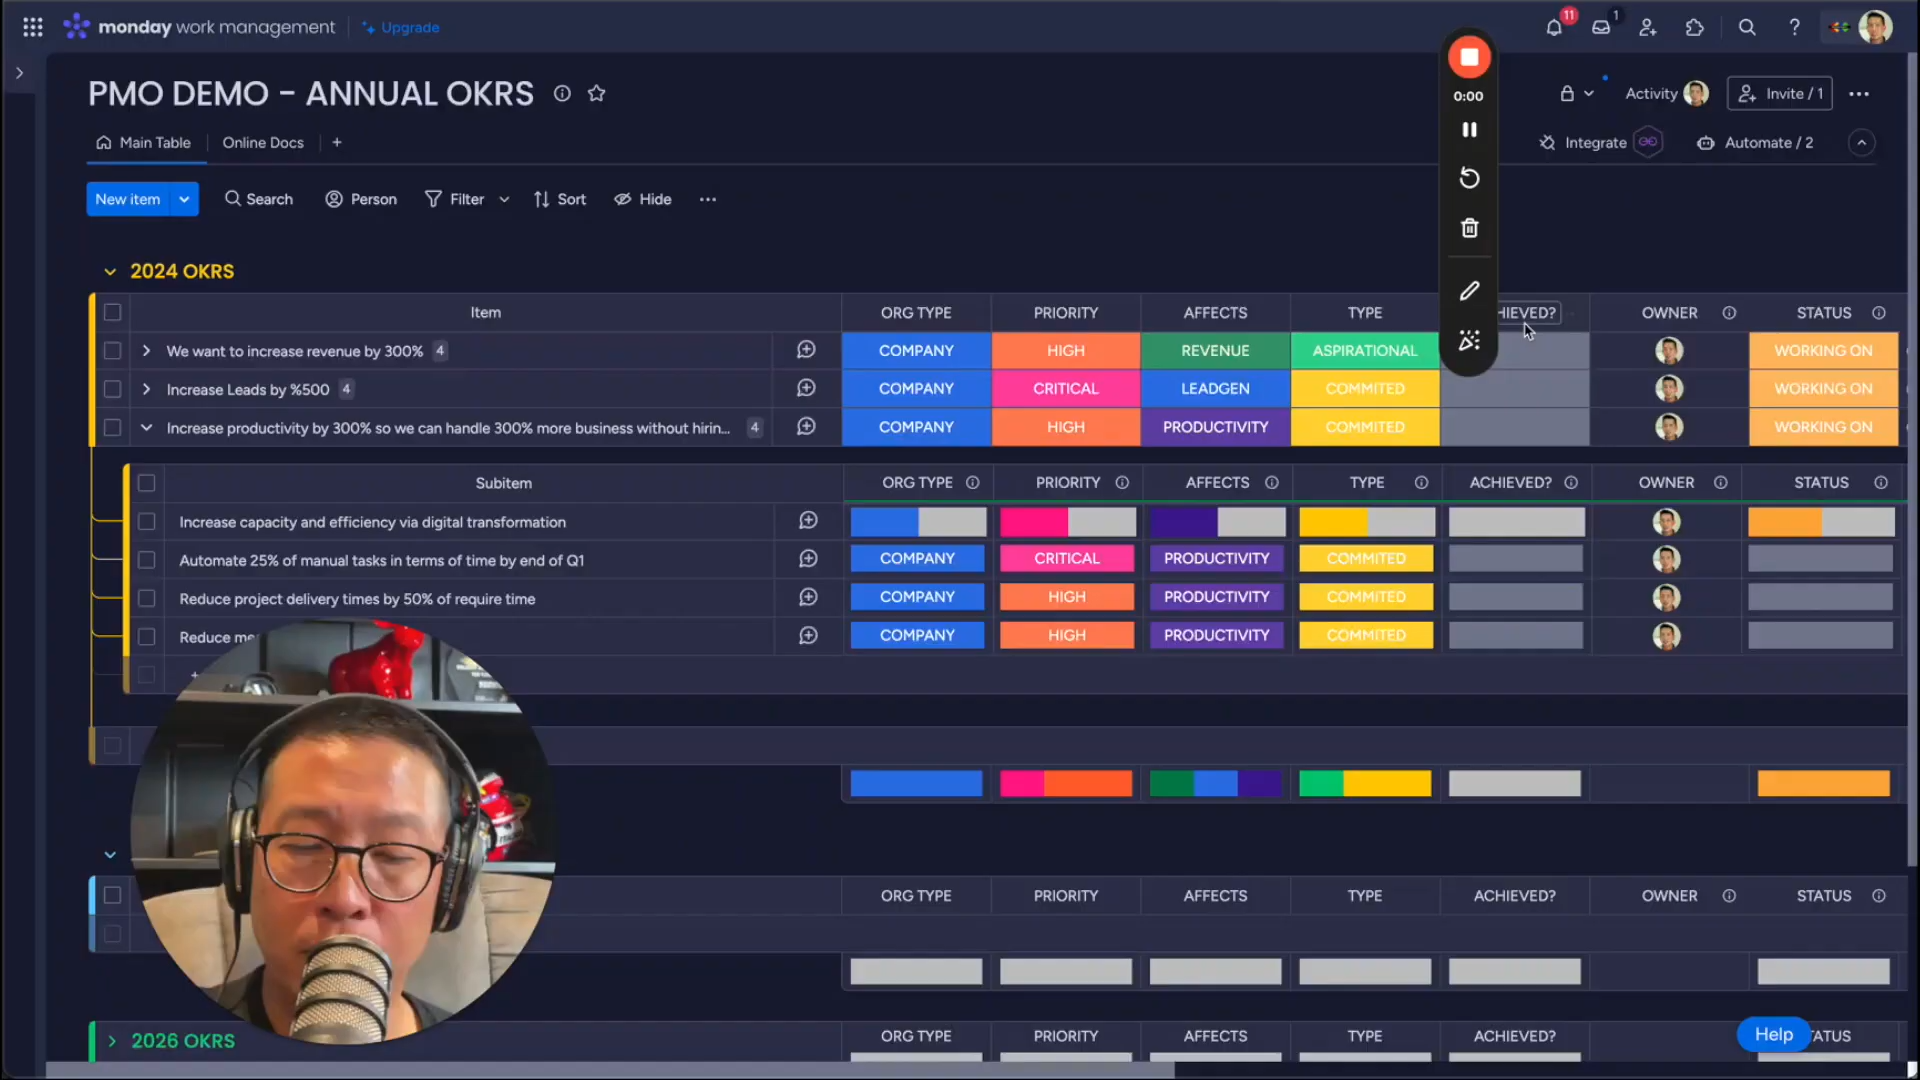 monday work management Upgrade 11 1
PMO DEMO - ANNUAL OKRS Activity Invite / 1
0:00
Main Table Online Docs + Integrate Automate / 2
New item Search Person Filter Sort Hide
2024 OKRS
Item ORG TYPE PRIORITY AFFECTS TYPE HIEVED? OWNER STATUS
We want to increase revenue by 300% 4 COMPANY HIGH REVENUE ASPIRATIONAL WORKING ON
Increase Leads by %500 4 COMPANY CRITICAL LEADGEN COMMITED WORKING ON
Increase productivity by 300% so we can handle 300% more business without hirin... 4 COMPANY HIGH PRODUCTIVITY COMMITED WORKING ON
Subitem ORG TYPE PRIORITY AFFECTS TYPE ACHIEVED? OWNER STATUS
Increase capacity and efficiency via digital transformation
Automate 25% of manual tasks in terms of time by end of Q1 COMPANY CRITICAL PRODUCTIVITY COMMITED
Reduce project delivery times by 50% of require time COMPANY HIGH PRODUCTIVITY COMMITED
Reduce me COMPANY HIGH PRODUCTIVITY COMMITED
+
ORG TYPE PRIORITY AFFECTS TYPE ACHIEVED? OWNER STATUS
2026 OKRS ORG TYPE PRIORITY AFFECTS TYPE ACHIEVED? TATUS
Help